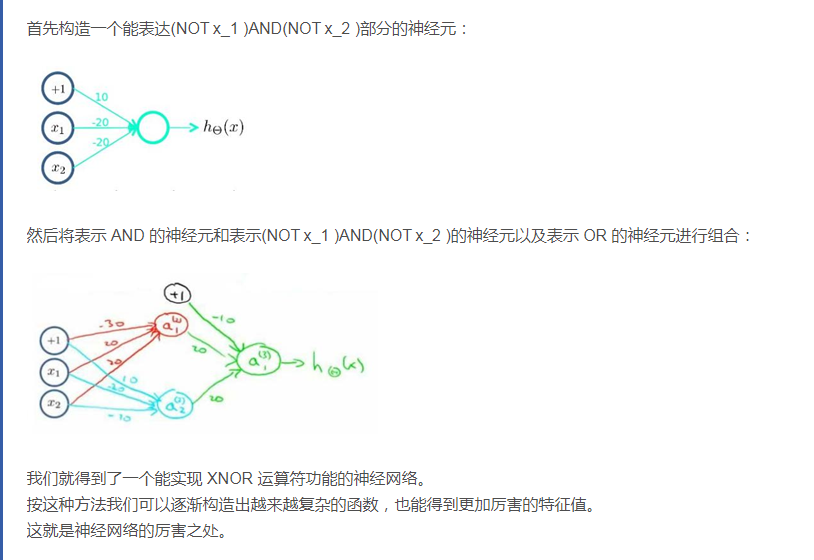 首先构造一个能表达(NOT x_1 )AND(NOT x_2 )部分的神经元：
+1
10
x₁
-20
hΘ(x)
-20
x₂
然后将表示 AND 的神经元和表示(NOT x_1 )AND(NOT x_2 )的神经元以及表示 OR 的神经元进行组合：
+1
-30
-10
+1
20
20
x₁
20
a₁⁽³⁾
hΘ(x)
10
-20
x₂
20
我们就得到了一个能实现 XNOR 运算符功能的神经网络。
按这种方法我们可以逐渐构造出越来越复杂的函数，也能得到更加厉害的特征值。
这就是神经网络的厉害之处。